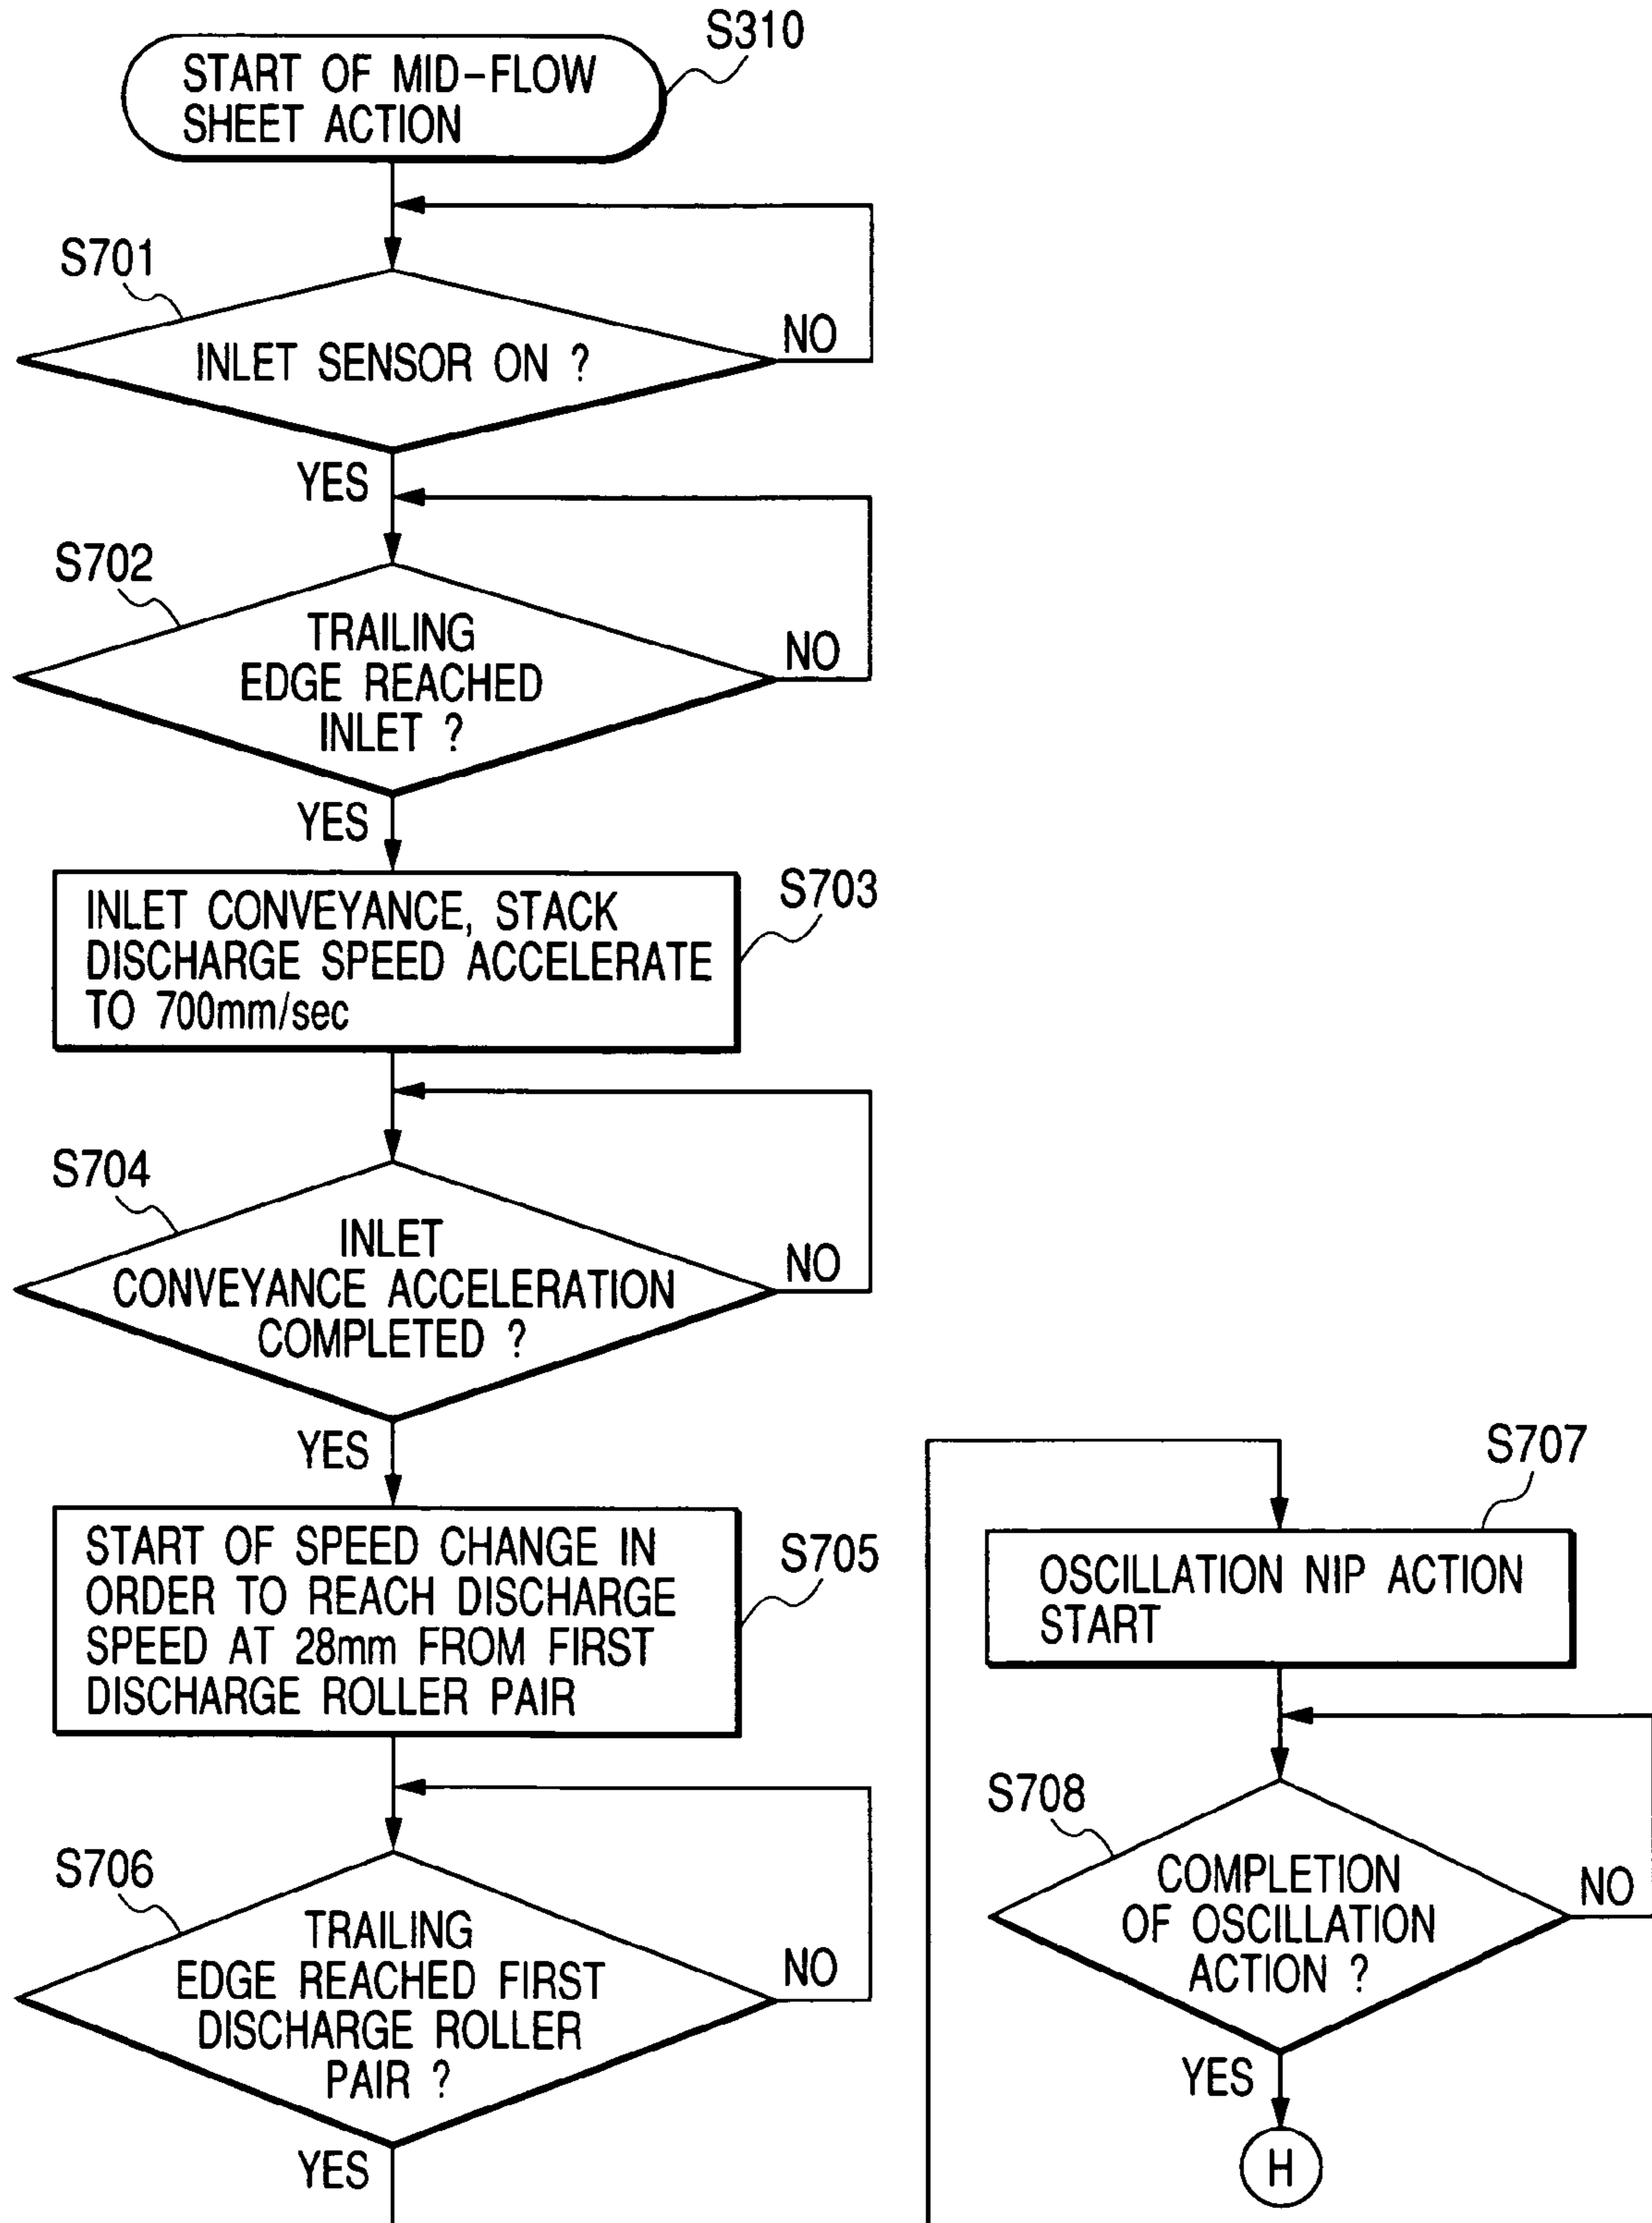 S310
START OF MID-FLOW
SHEET ACTION
S701
INLET SENSOR ON ?
NO
YES
S702
TRAILING
EDGE REACHED
INLET ?
NO
YES
S703
INLET CONVEYANCE, STACK
DISCHARGE SPEED ACCELERATE
TO 700mm/sec
S704
INLET
CONVEYANCE ACCELERATION
COMPLETED ?
NO
YES
S705
START OF SPEED CHANGE IN
ORDER TO REACH DISCHARGE
SPEED AT 28mm FROM FIRST
DISCHARGE ROLLER PAIR
S706
TRAILING
EDGE REACHED FIRST
DISCHARGE ROLLER
PAIR ?
NO
YES
S707
OSCILLATION NIP ACTION
START
S708
COMPLETION
OF OSCILLATION
ACTION ?
NO
YES
H